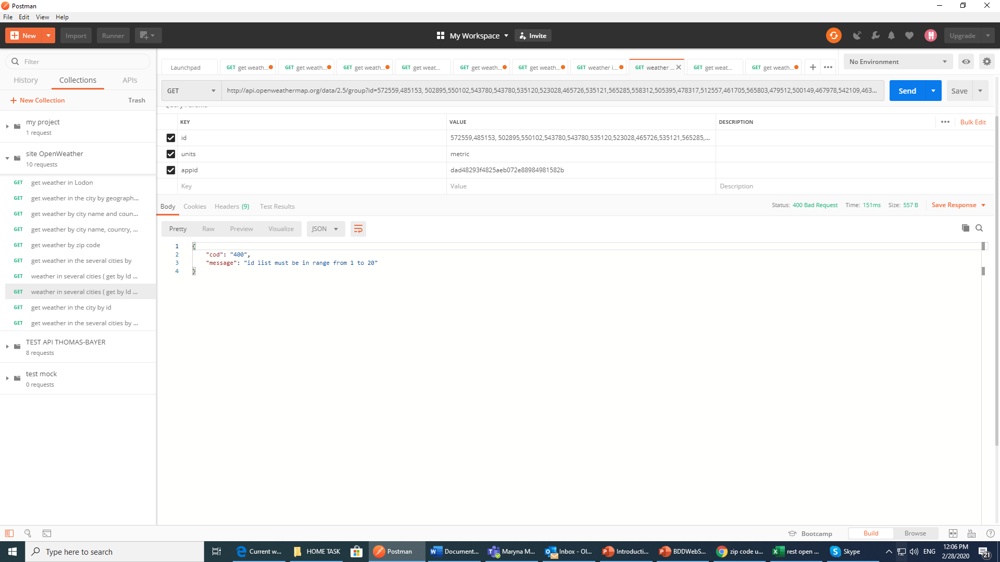 Postman
File Edit View Help
New Import Runner My Workspace Invite Upgrade
Filter
History Collections APIs
New Collection Trash
my project
1 request
site OpenWeather
10 requests
GET get weather in Lodon
GET get weather in the city by geograph...
GET get weather by city name and coun...
GET get weather by city name, country, ...
GET get weather by zip code
GET get weather in the several cities by
GET weather in several cities ( get by Id ...
GET weather in several cities ( get by Id ...
GET get weather in the city by id
GET get weather in the several cities by ...
TEST API THOMAS-BAYER
8 requests
test mock
0 requests
Launchpad GET get weath... GET get weath... GET get weath... GET get weat... GET get weath... GET get weath... GET weather i... GET weather ... GET get weat... GET get weath... No Environment
GET http://api.openweathermap.org/data/2.5/group?id=572559,485153, 502895,550102,543780,543780,535120,523028,465726,535121,565285,558312,505395,478317,512557,461705,565803,479512,500149,467978,542109,463... Send Save
Query Params
KEY VALUE DESCRIPTION Bulk Edit
id 572559,485153, 502895,550102,543780,543780,535120,523028,465726,535121,565285,...
units metric
appid dad48293f4825aeb072e88984981582b
Key Value Description
Body Cookies Headers (9) Test Results Status: 400 Bad Request Time: 151ms Size: 557 B Save Response
Pretty Raw Preview Visualize JSON
1 {
2 "cod": "400",
3 "message": "id list must be in range from 1 to 20"
4 }
Bootcamp Build Browse
Type here to search Current w... HOME TASK Postman Document... Maryna M... Inbox - Ol... Introducti... BDDWebS... zip code u... rest open ... Skype ENG 12:06 PM
2/28/2020 21